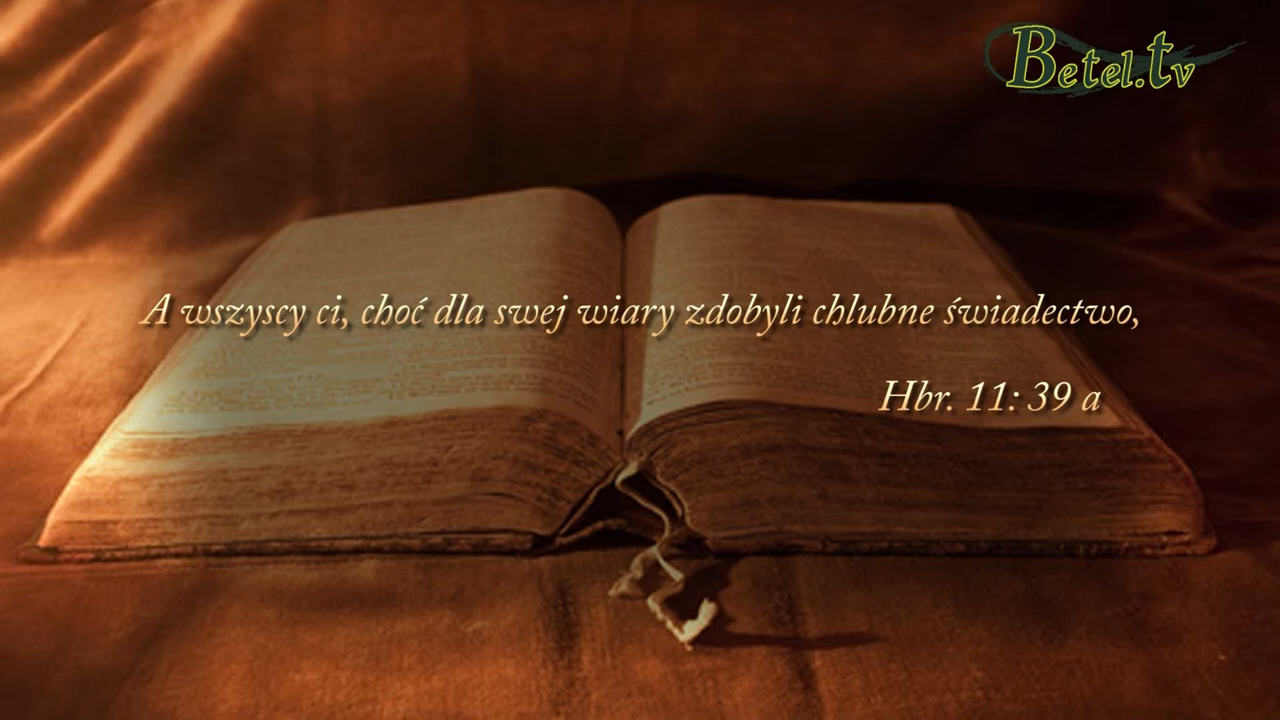 Betel.tv
A wszyscy ci, choć dla swej wiary zdobyli chlubne świadectwo,
Hbr. 11: 39 a